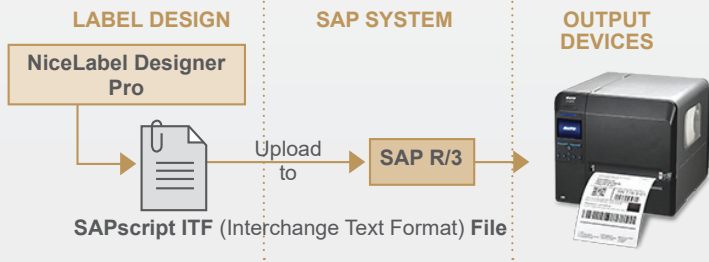 LABEL DESIGN
SAP SYSTEM
OUTPUT
DEVICES
NiceLabel Designer
Pro
Upload
to
SAP R/3
SAPscript ITF (Interchange Text Format) File